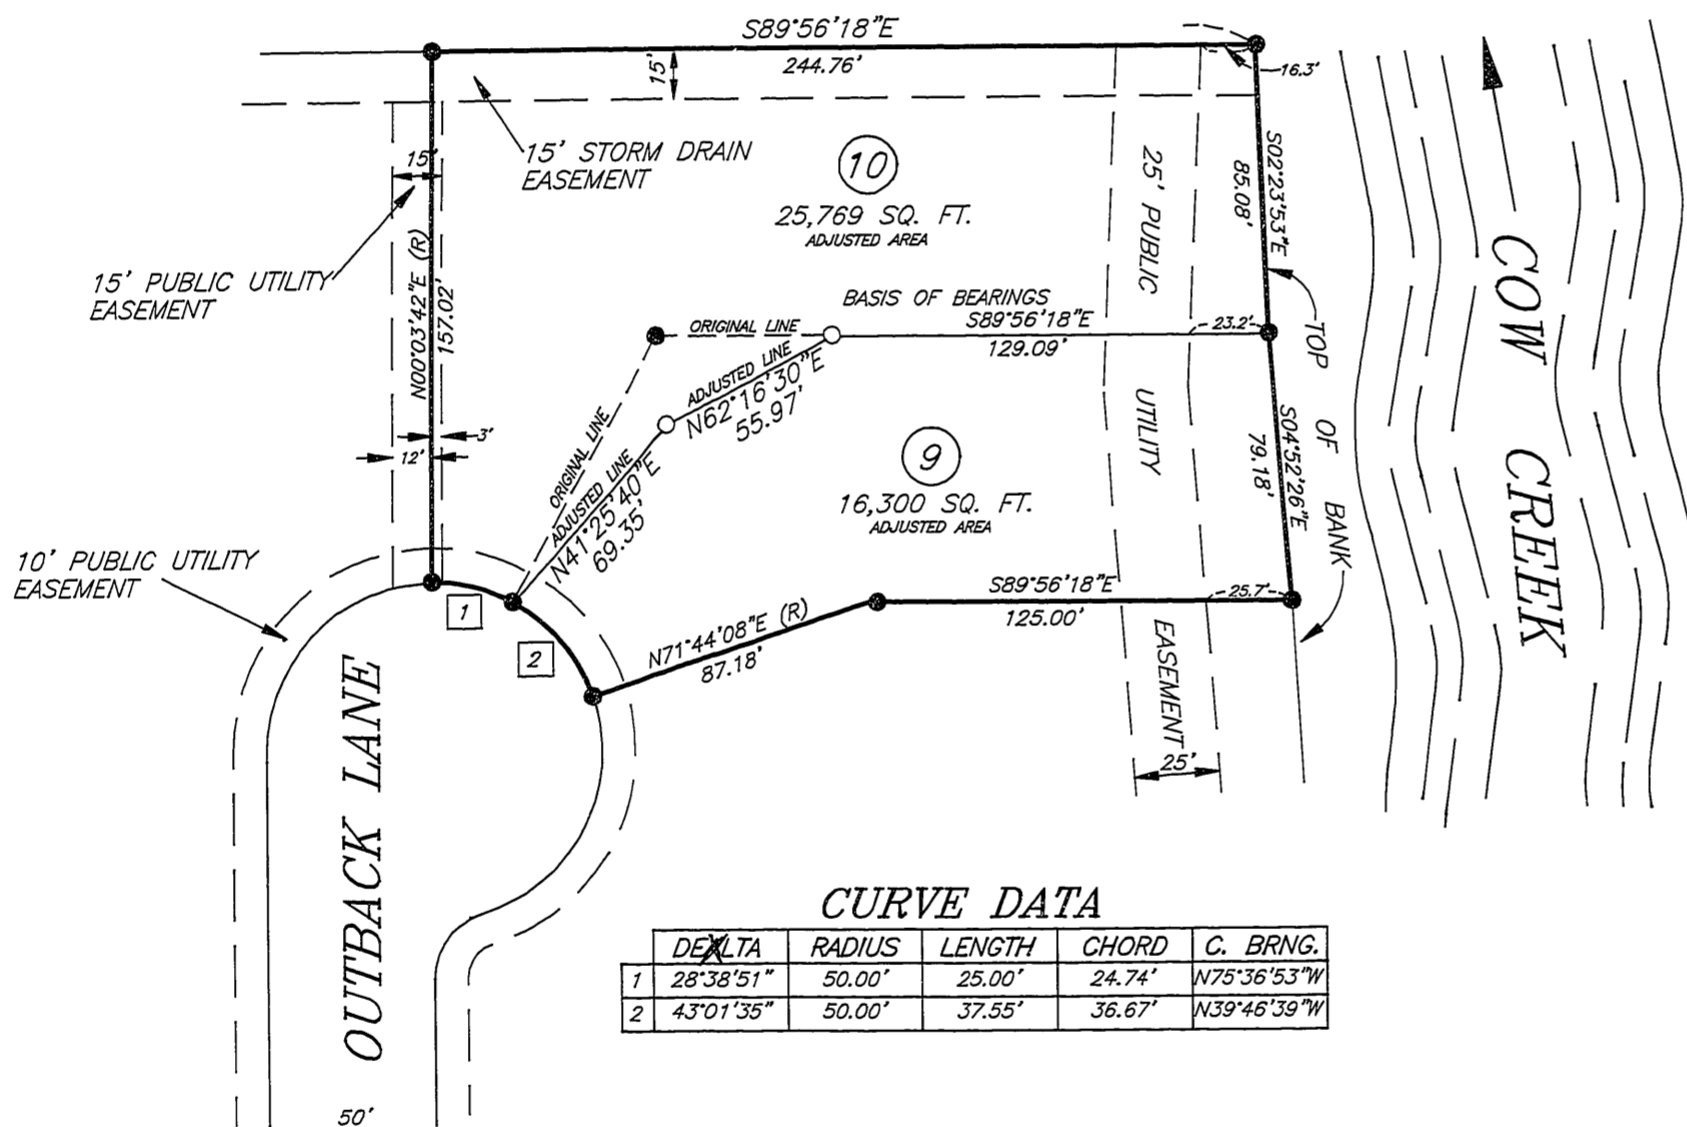 S89°56'18"E
244.76'
15'
16.3'
15' STORM DRAIN
EASEMENT
15'
10
25,769 SQ. FT.
ADJUSTED AREA
25' PUBLIC
UTILITY
EASEMENT
25'
S02°23'53"E
85.08'
15' PUBLIC UTILITY
EASEMENT
N00°03'42"E (R)
157.02'
BASIS OF BEARINGS
S89°56'18"E
129.09'
23.2'
ORIGINAL LINE
ADJUSTED LINE
N62°16'30"E
55.97'
ORIGINAL LINE
ADJUSTED LINE
N41°25'40"E
69.35'
3'
12'
9
16,300 SQ. FT.
ADJUSTED AREA
S04°52'26"E
79.18'
TOP OF BANK
COW CREEK
10' PUBLIC UTILITY
EASEMENT
1
2
N71°44'08"E (R)
87.18'
S89°56'18"E
125.00'
25.7'
OUTBACK LANE
50'
CURVE DATA
DELTA RADIUS LENGTH CHORD C. BRNG.
1 28°38'51" 50.00' 25.00' 24.74' N75°36'53"W
2 43°01'35" 50.00' 37.55' 36.67' N39°46'39"W